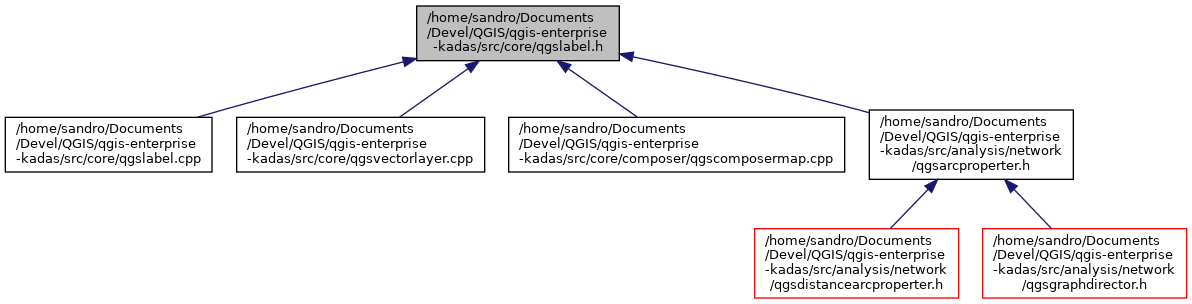 /home/sandro/Documents
/Devel/QGIS/qgis-enterprise
-kadas/src/core/qgslabel.h
/home/sandro/Documents
/Devel/QGIS/qgis-enterprise
-kadas/src/core/qgslabel.cpp
/home/sandro/Documents
/Devel/QGIS/qgis-enterprise
-kadas/src/core/qgsvectorlayer.cpp
/home/sandro/Documents
/Devel/QGIS/qgis-enterprise
-kadas/src/core/composer/qgscomposermap.cpp
/home/sandro/Documents
/Devel/QGIS/qgis-enterprise
-kadas/src/analysis/network
/qgsarcproperter.h
/home/sandro/Documents
/Devel/QGIS/qgis-enterprise
-kadas/src/analysis/network
/qgsdistancearcproperter.h
/home/sandro/Documents
/Devel/QGIS/qgis-enterprise
-kadas/src/analysis/network
/qgsgraphdirector.h